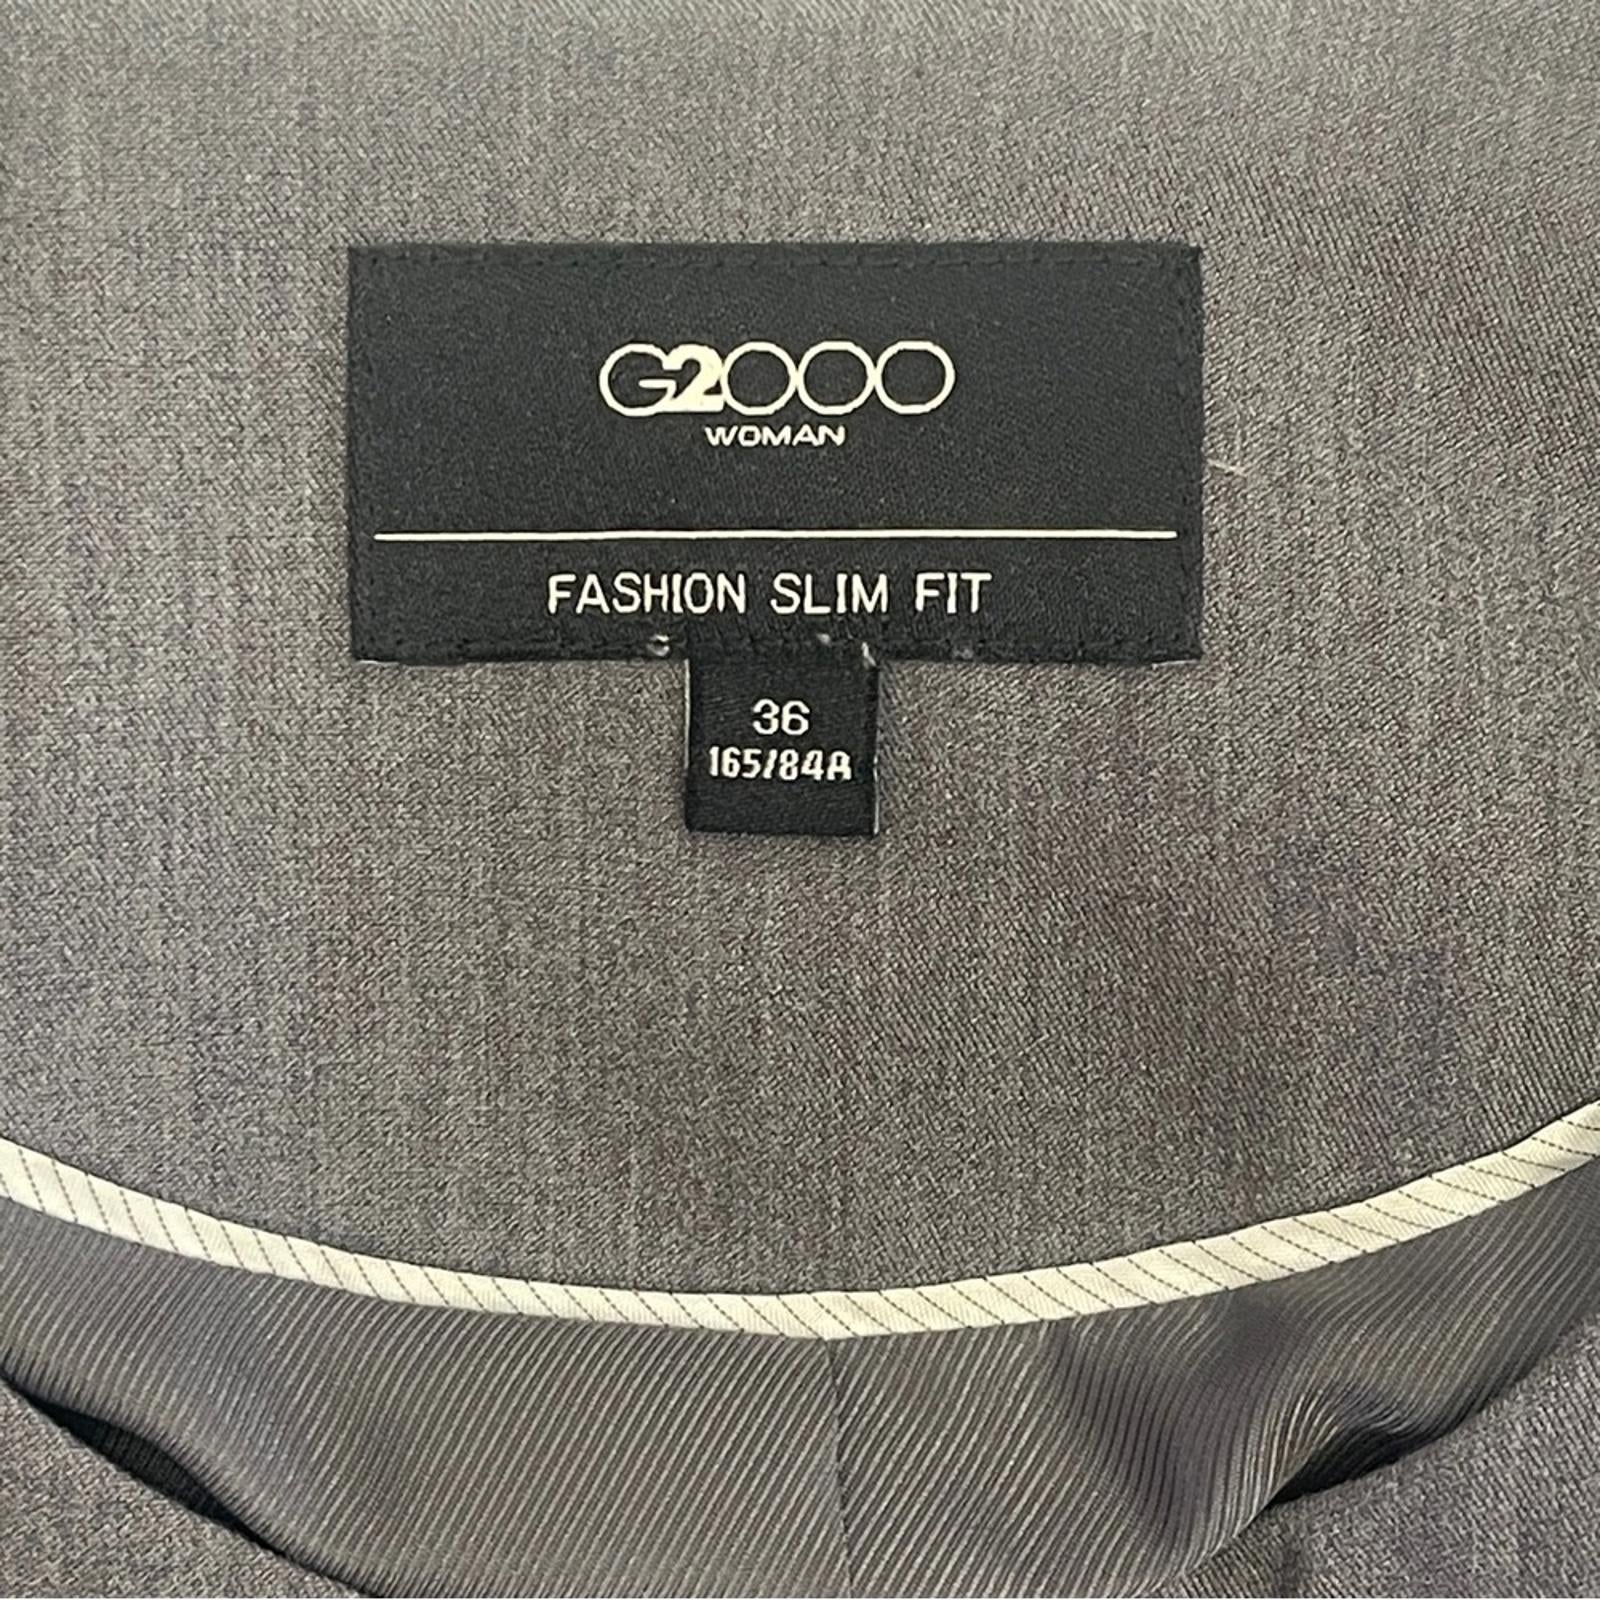 G2000
WOMAN
FASHION SLIM FIT
36
165/84A